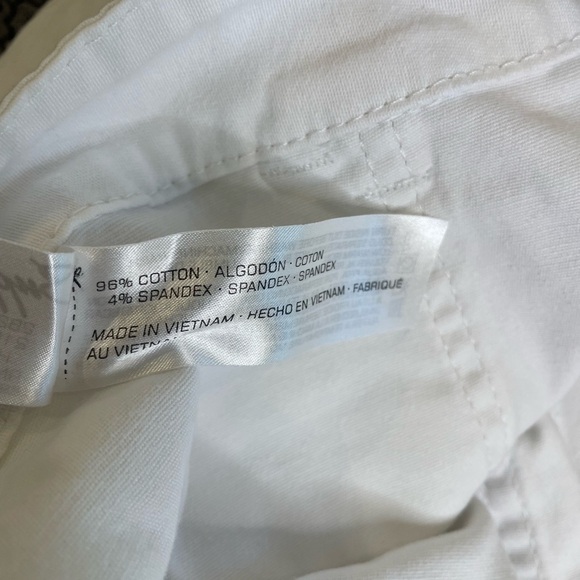 96% COTTON · ALGODÓN · COTON
4% SPANDEX · SPANDEX · SPANDEX
MADE IN VIETNAM · HECHO EN VIETNAM · FABRIQUÉ
AU VIETNAM